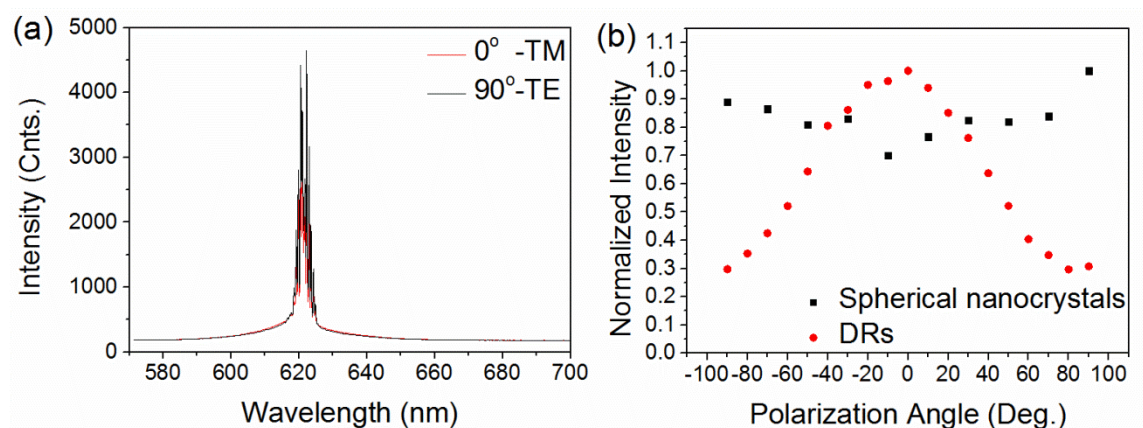 (a)
5000
4000
3000
2000
1000
0
Intensity (Cnts.)
0° -TM
90°-TE
580 600 620 640 660 680 700
Wavelength (nm)
(b)
1.1
1.0
0.9
0.8
0.7
0.6
0.5
0.4
0.3
0.2
0.1
0.0
Normalized Intensity
Spherical nanocrystals
DRs
-100 -80 -60 -40 -20 0 20 40 60 80 100
Polarization Angle (Deg.)